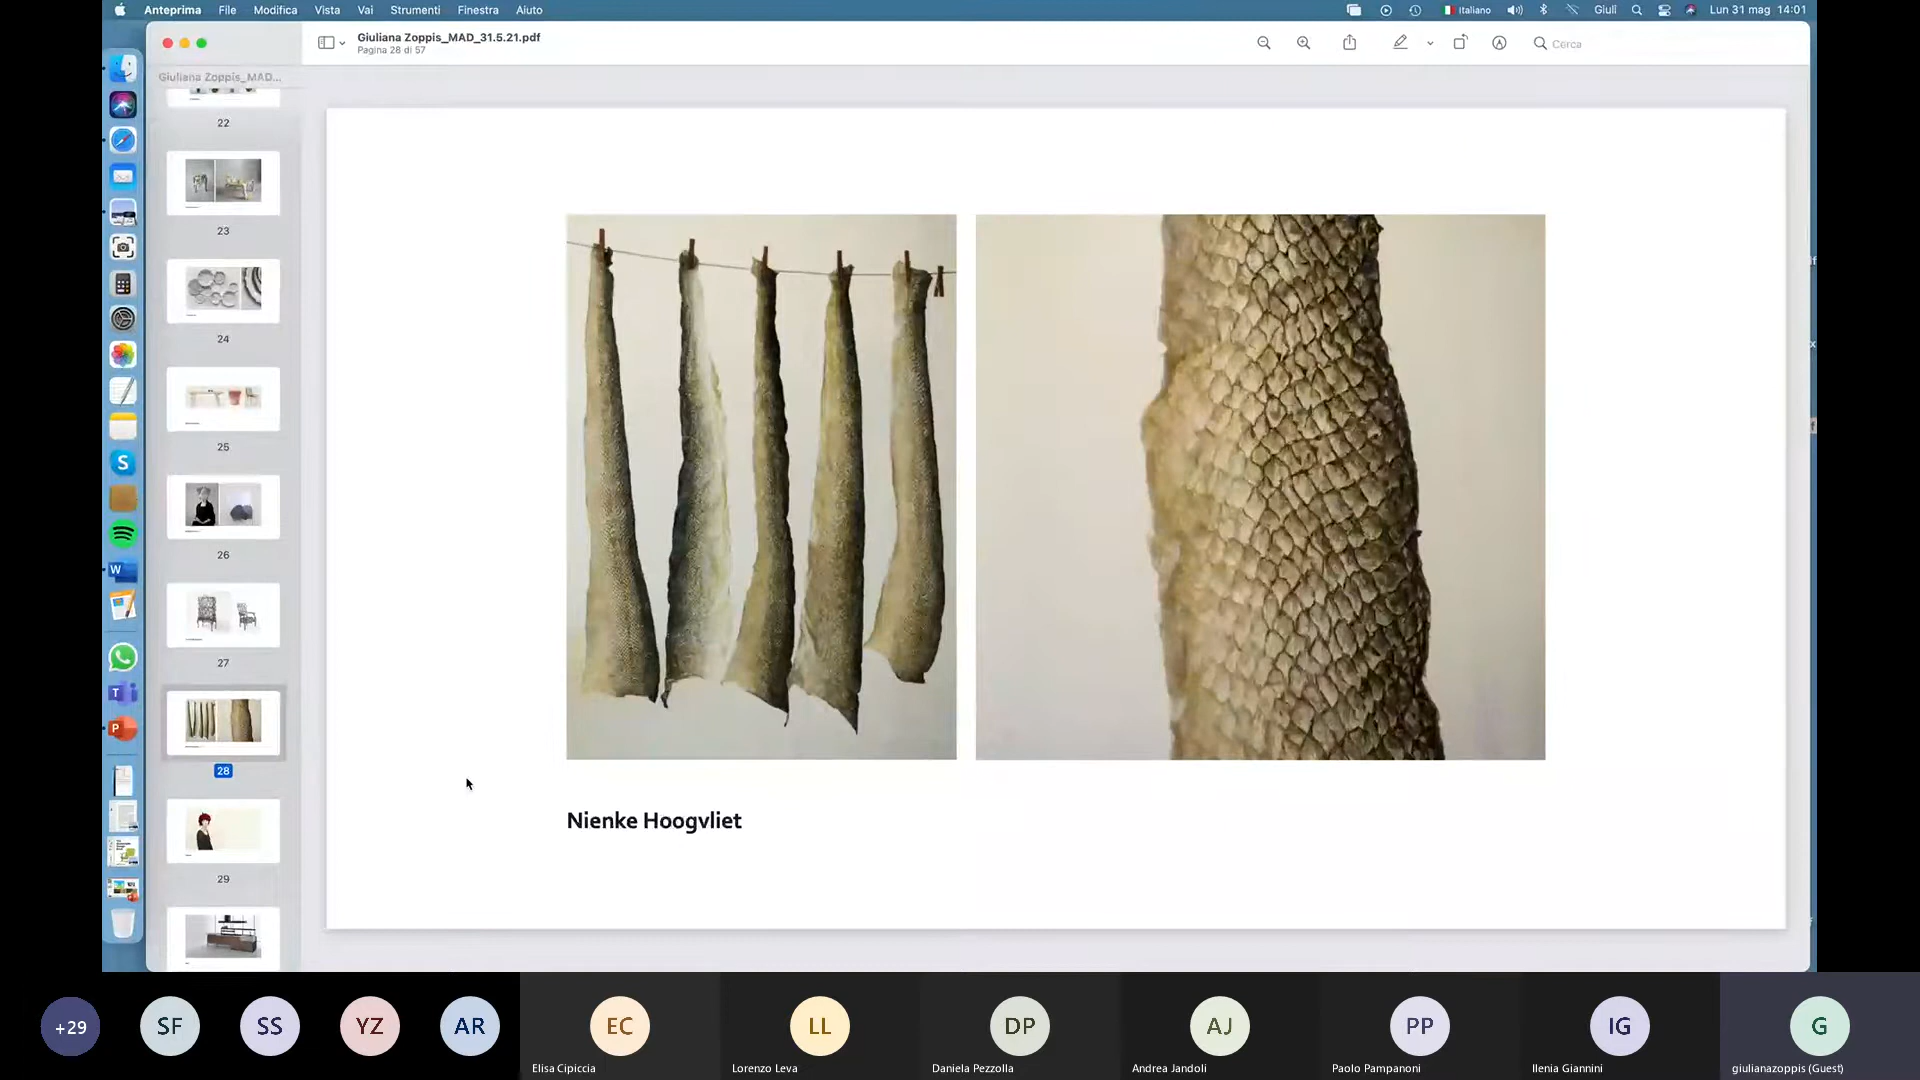 Anteprima File Modifica Vista Vai Strumenti Finestra Aiuto Italiano Giuli Lun 31 mag 14:01
Giuliana Zoppis_MAD_31.5.21.pdf
Pagina 28 di 57
Cerca
Giuliana Zoppis_MAD...
22
23
24
25
26
27
28
29
Nienke Hoogvliet
+29 SF SS YZ AR EC LL DP AJ PP IG G
Elisa Cipiccia Lorenzo Leva Daniela Pezzolla Andrea Jandoli Paolo Pampanoni Ilenia Giannini giulianazoppis (Guest)